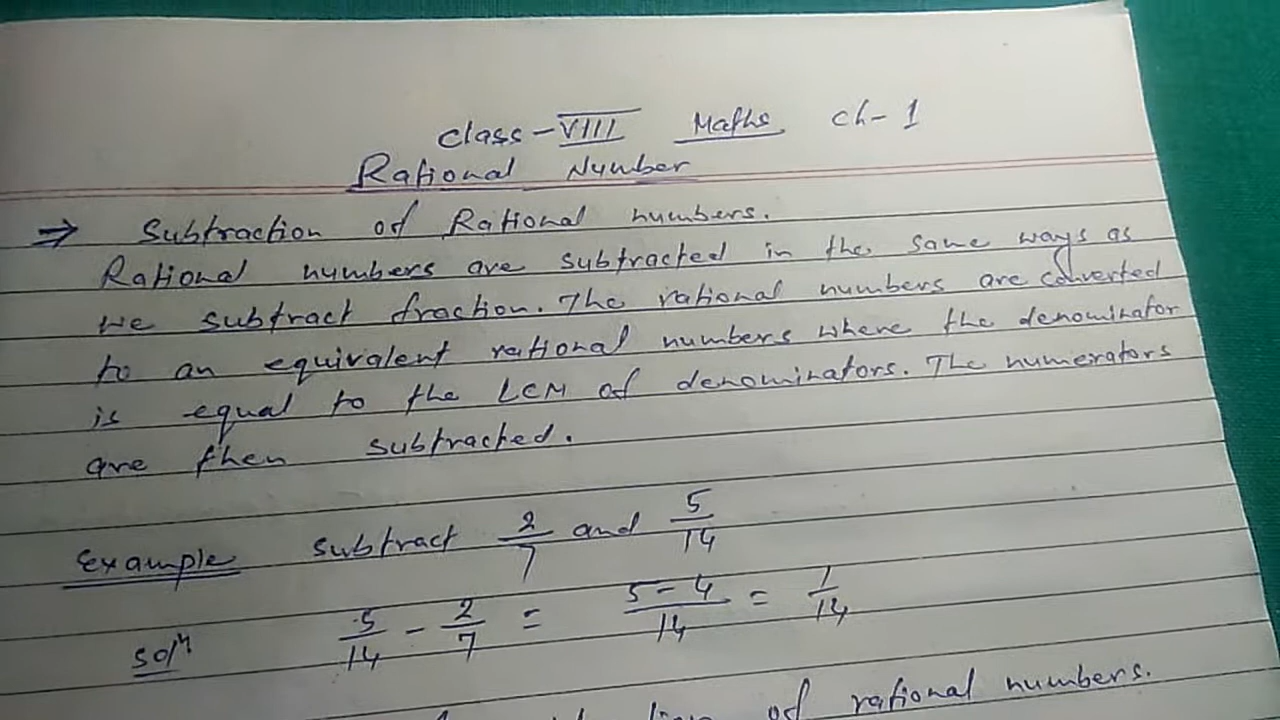 Class - VIII Maths Ch- 1
Rational Number
⇒ Subtraction of Rational numbers.
Rational numbers are subtracted in the same ways as
we subtract fraction. The rational numbers are converted
to an equivalent rational numbers where the denominator
is equal to the LCM of denominators. The numerators
are then subtracted.
Example subtract 2/7 and 5/14
Solⁿ 5/14 - 2/7 = 5-4/14 = 1/14
of rational numbers.